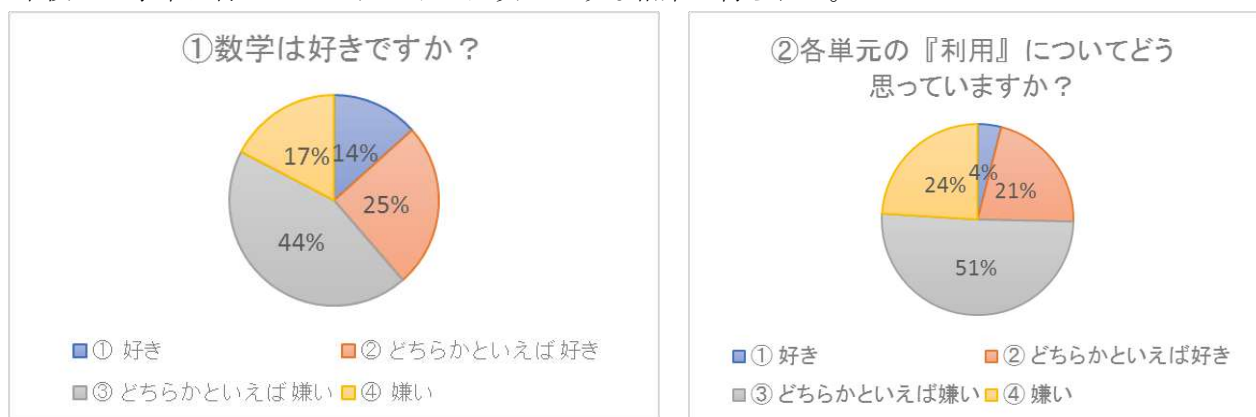 ①数学は好きですか？
17%
14%
25%
44%
① 好き
② どちらかといえば 好き
③ どちらかといえば 嫌い
④ 嫌い
②各単元の『利用』についてどう
思っていますか？
24%
4%
21%
51%
① 好き
② どちらかといえば好き
③ どちらかといえば嫌い
④ 嫌い